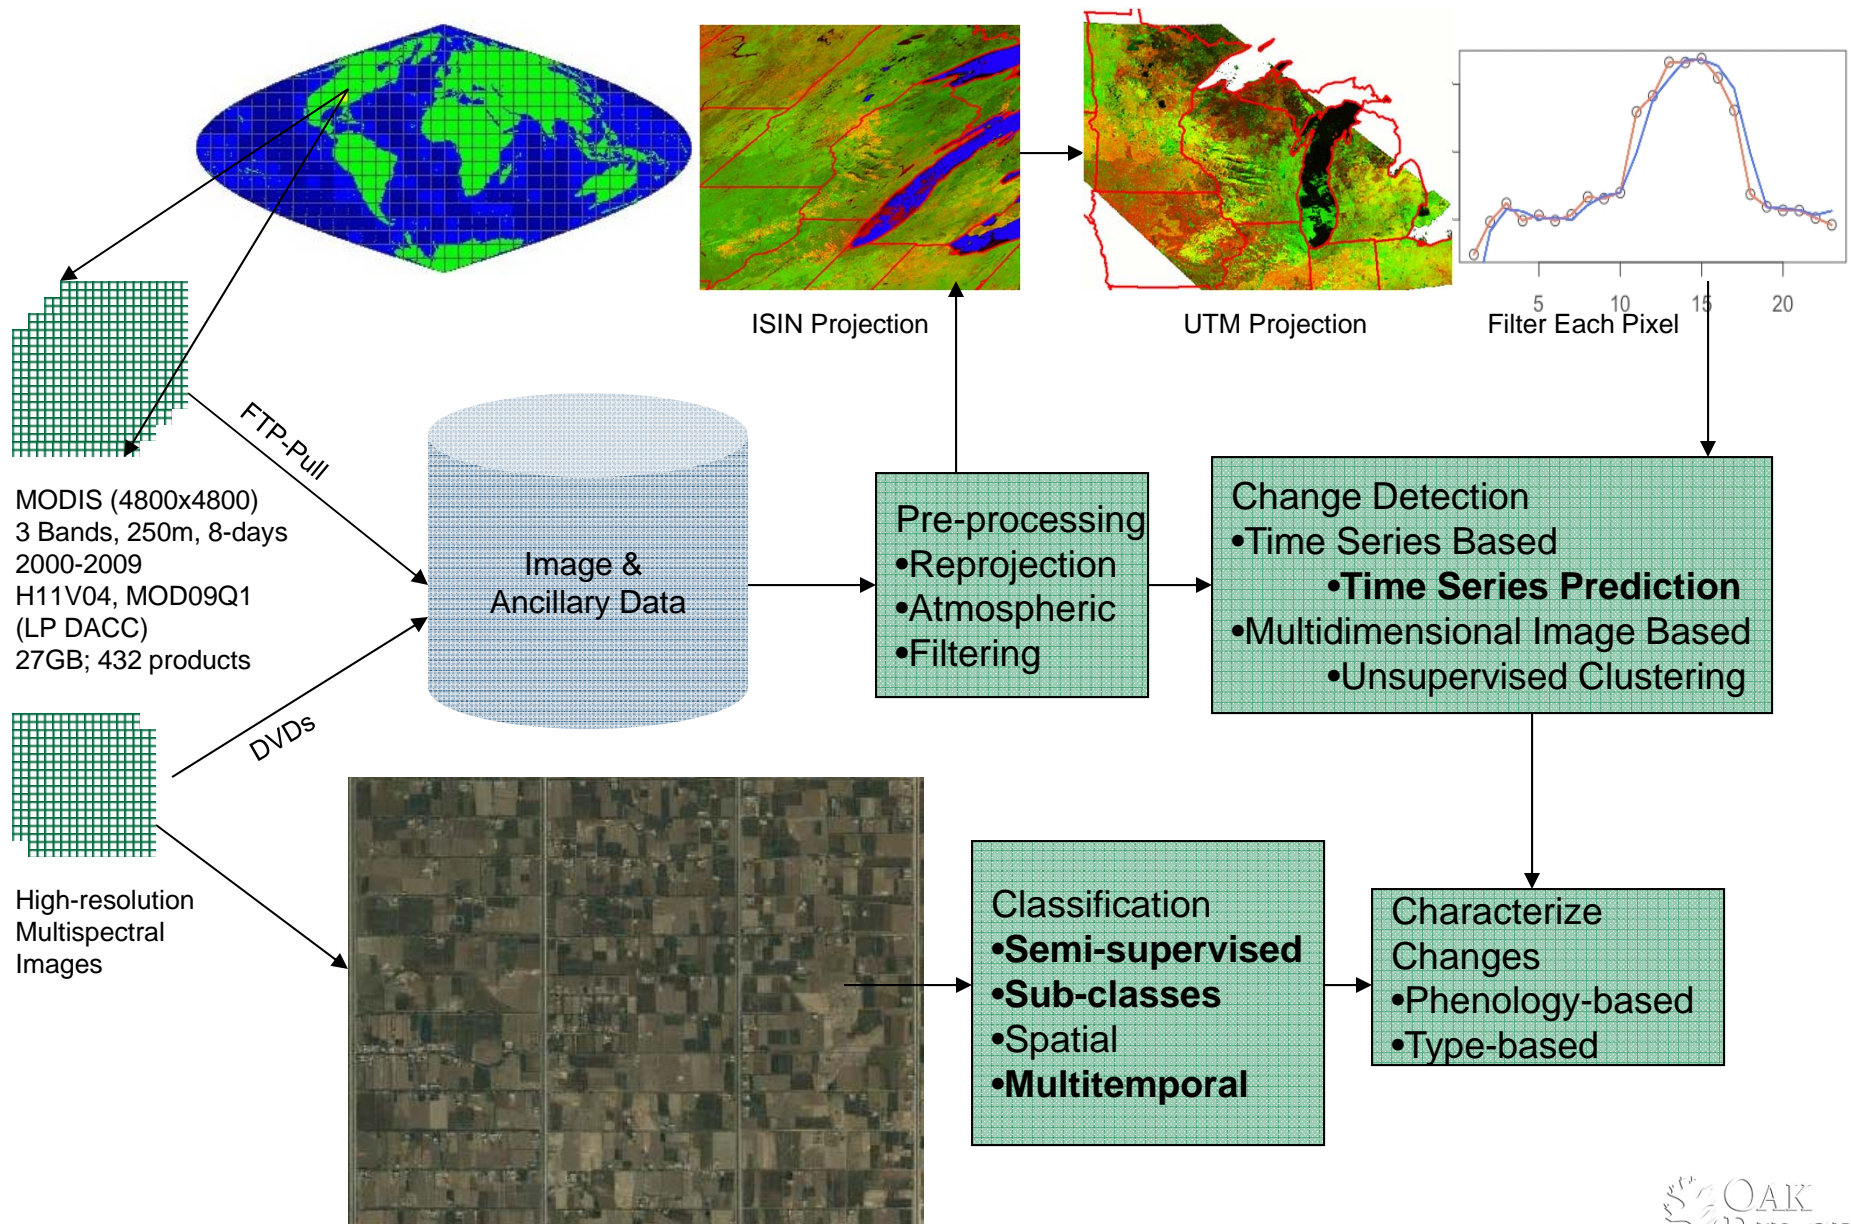 5 10 15 20
ISIN Projection
UTM Projection
Filter Each Pixel
FTP-Pull
MODIS (4800x4800)
3 Bands, 250m, 8-days
2000-2009
H11V04, MOD09Q1
(LP DACC)
27GB; 432 products
Image &
Ancillary Data
Pre-processing
•Reprojection
•Atmospheric
•Filtering
Change Detection
•Time Series Based
•Time Series Prediction
•Multidimensional Image Based
•Unsupervised Clustering
DVDs
High-resolution
Multispectral
Images
Classification
•Semi-supervised
•Sub-classes
•Spatial
•Multitemporal
Characterize
Changes
•Phenology-based
•Type-based
OAK